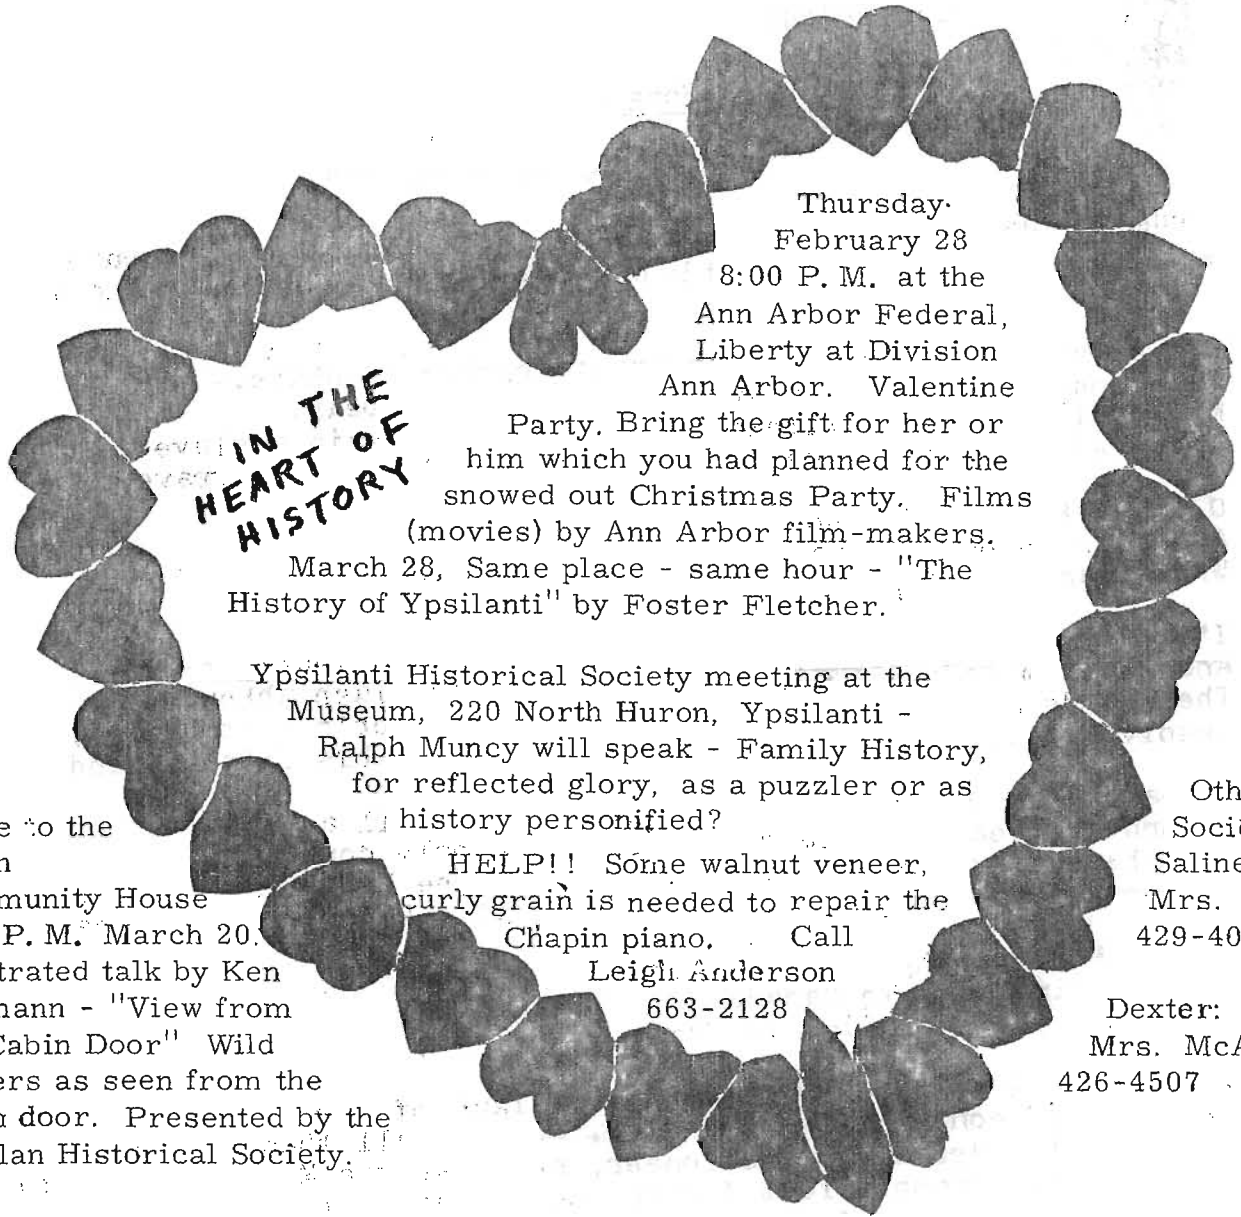 IN THE
HEART OF
HISTORY
Thursday
February 28
8:00 P. M. at the
Ann Arbor Federal,
Liberty at Division
Ann Arbor. Valentine
Party. Bring the gift for her or
him which you had planned for the
snowed out Christmas Party. Films
(movies) by Ann Arbor film-makers.
March 28, Same place - same hour - "The
History of Ypsilanti" by Foster Fletcher.
Ypsilanti Historical Society meeting at the
Museum, 220 North Huron, Ypsilanti -
Ralph Muncy will speak - Family History,
for reflected glory, as a puzzler or as
history personified?
HELP!! Some walnut veneer,
curly grain is needed to repair the
Chapin piano. Call
Leigh Anderson
663-2128
e to the
n
munity House
P. M. March 20.
trated talk by Ken
mann - "View from
Cabin Door" Wild
ers as seen from the
door. Presented by the
lan Historical Society.
Oth
Soci
Saline
Mrs.
429-40
Dexter:
Mrs. McA
426-4507